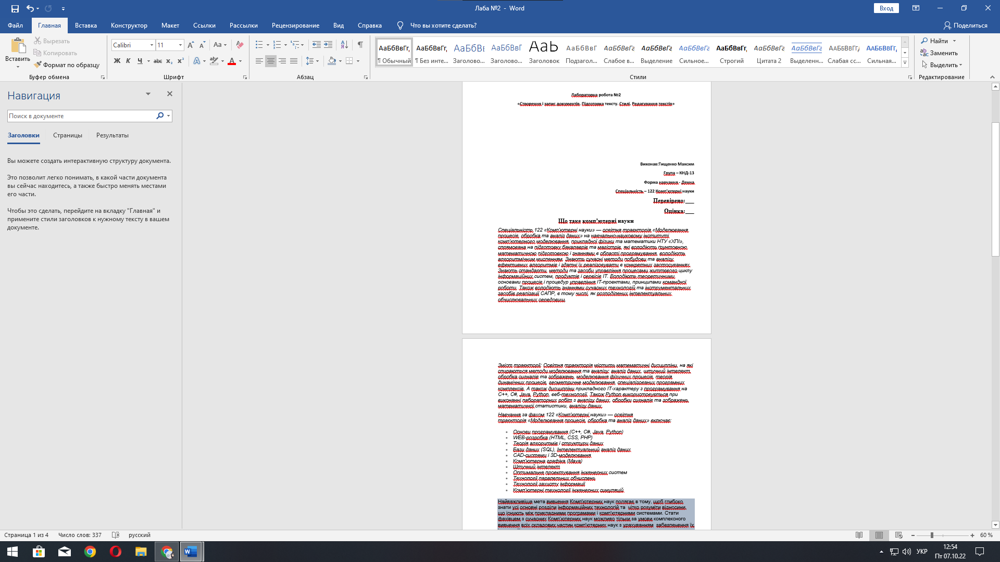 Лаба №2 - Word
Вход
Файл
Главная
Вставка
Конструктор
Макет
Ссылки
Рассылки
Рецензирование
Вид
Справка
Что вы хотите сделать?
Поделиться
Вставить
Вырезать
Копировать
Формат по образцу
Буфер обмена
Calibri
11
Шрифт
Абзац
АаБбВвГг,
¶ Обычный
АаБбВвГг,
¶ Без инте...
АаБбВı
Заголово...
АаБбВвГ
Заголово...
Aab
Заголовок
АаБбВвГ
Подзагол...
АаБбВвГг
Слабое в...
АаБбВвГг
Выделение
АаБбВвГг
Сильное...
АаБбВвГг,
Строгий
АаБбВвГг
Цитата 2
АаБбВвГг
Выделенн...
АаБбВвГг,
Слабая сс...
АаБбВвГг,
Сильная...
Стили
Найти
Заменить
Выделить
Редактирование
Навигация
Поиск в документе
Заголовки
Страницы
Результаты
Вы можете создать интерактивную структуру документа.
Это позволит легко понимать, в какой части документа
вы сейчас находитесь, а также быстро менять местами
его части.
Чтобы это сделать, перейдите на вкладку "Главная" и
примените стили заголовков к нужному тексту в вашем
документе.
Лабораторна робота №2
«Створення і запис документів. Підготовка тексту. Стилі. Редагування текстів»
Виконав:Тищенко Максим
Група – КНД-13
Форма навчання - Денна
Спеціальність – 122 Комп'ютерні науки
Перевірено:___
Оцінка:___
Що таке комп’ютерні науки
Спеціальність 122 «Комп'ютерні науки» — освітня траєкторія «Моделювання
процесів, обробка та аналіз даних» на навчально-науковому інституті
комп'ютерного моделювання, прикладної фізики та математики НТУ «ХПІ»,
спрямована на підготовку бакалаврів та магістрів, які володіють ґрунтовною
математичною підготовкою і знаннями в області програмування, володіють
алгоритмічним мисленням. Знають сучасні методи побудови та аналізу
ефективних алгоритмів і здатні їх реалізовувати в конкретних застосуваннях.
Знають стандарти, методи та засоби управління процесами життєвого циклу
інформаційних систем, продуктів і сервісів ІТ. Володіють теоретичними
основами процесів і процедур управління ІТ-проектами, принципами командної
роботи. Також володіють знаннями сучасних технологій та інструментальних
засобів реалізації САПР, в тому числі, як розподілених інтелектуальних
обчислювальних середовищ.
Зміст траєкторії: Освітня траєкторія містить математичні дисципліни, на які
спираються методи моделювання та аналізу: аналіз даних, штучний інтелект,
обробка сигналів та зображень, моделювання фізичних процесів, теорія
динамічних процесів, геометричне моделювання, спеціалізованих програмних
комплексів. А також дисципліни прикладного ІТ-характеру з програмування на
C++, C#, Java, Python, веб-технології. Також Python використовується при
виконанні лабораторних робіт з аналізу даних, обробки сигналів та зображень,
математичної статистики, аналізу даних.
Навчання за фахом 122 «Комп'ютерні науки» — освітня
траєкторія «Моделювання процесів, обробка та аналіз даних» включає:
• Основи програмування (C++, C#, Java, Python)
• WEB-розробка (HTML, CSS, PHP)
• Теорія алгоритмів і структури даних
• Бази даних (SQL), Інтелектуальний аналіз даних
• CAD-системи і 3D-моделювання
• Комп'ютерна графіка (Maya)
• Штучний інтелект
• Оптимальне проектування інженерних систем
• Технології паралельних обчислень
• Технології захисту інформації
• Комп'ютерні технології інженерних симуляцій
Найважливіша мета вивчення Комп'ютерних наук полягає в тому, щоб глибоко
знати усі основні розділи інформаційних технологій та чітко розуміти відносини,
що існують між прикладними програмами і комп'ютерними системами. Стати
фахівцем з сучасних Комп'ютерних наук можливо тільки за умови комплексного
вивчення всіх складових частин комп'ютерних наук з урахуванням забезпечення їх
Страница 1 из 4
Число слов: 337
русский
60 %
УКР
12:54
Пт 07.10.22